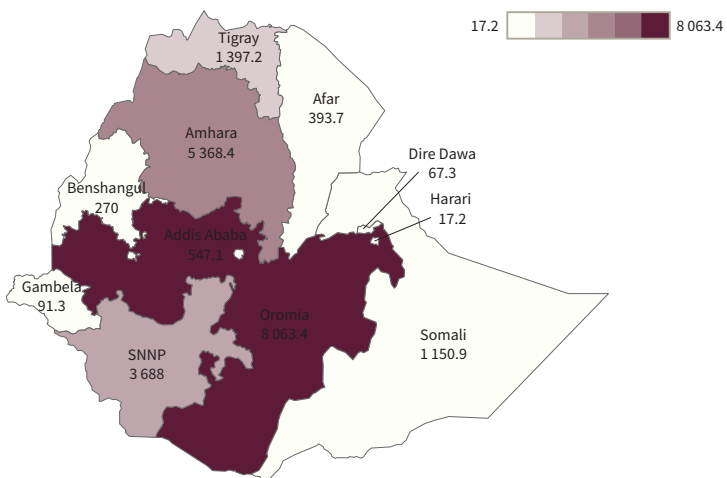 17.2
8 063.4
Tigray
1 397.2
Afar
393.7
Amhara
5 368.4
Dire Dawa
67.3
Benshangul
270
Harari
17.2
Addis Ababa
547.1
Gambela
91.3
Oromia
8 063.4
Somali
1 150.9
SNNP
3 688